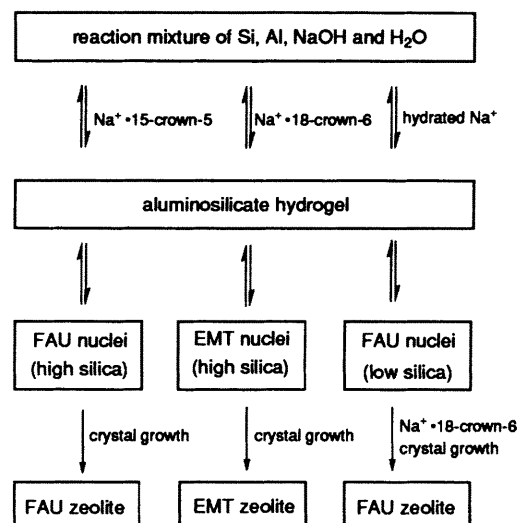 reaction mixture of Si, Al, NaOH and H₂O
Na⁺ •15-crown-5
Na⁺ •18-crown-6
hydrated Na⁺
aluminosilicate hydrogel
FAU nuclei
(high silica)
EMT nuclei
(high silica)
FAU nuclei
(low silica)
crystal growth
crystal growth
Na⁺ •18-crown-6
crystal growth
FAU zeolite
EMT zeolite
FAU zeolite